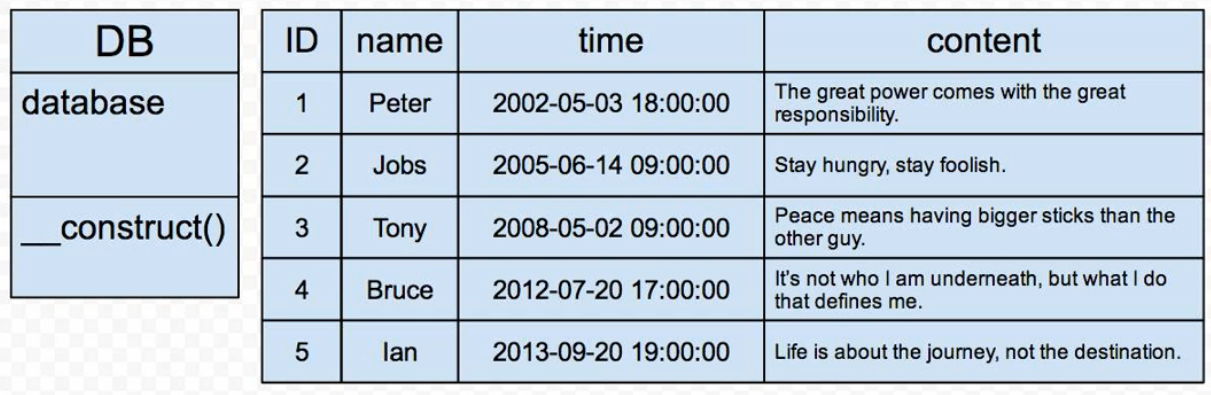 DB
database
__construct()
ID name time content
1 Peter 2002-05-03 18:00:00 The great power comes with the great
responsibility.
2 Jobs 2005-06-14 09:00:00 Stay hungry, stay foolish.
3 Tony 2008-05-02 09:00:00 Peace means having bigger sticks than the
other guy.
4 Bruce 2012-07-20 17:00:00 It's not who I am underneath, but what I do
that defines me.
5 Ian 2013-09-20 19:00:00 Life is about the journey, not the destination.